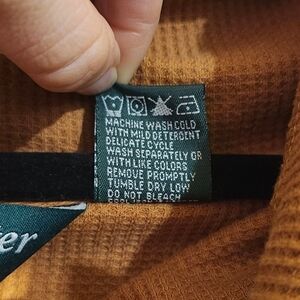 MACHINE WASH COLD
WITH MILD DETERGENT
DELICATE CYCLE
WASH SEPARATELY OR
WITH LIKE COLORS
REMOVE PROMPTLY
TUMBLE DRY LOW
DO NOT BLEACH
er